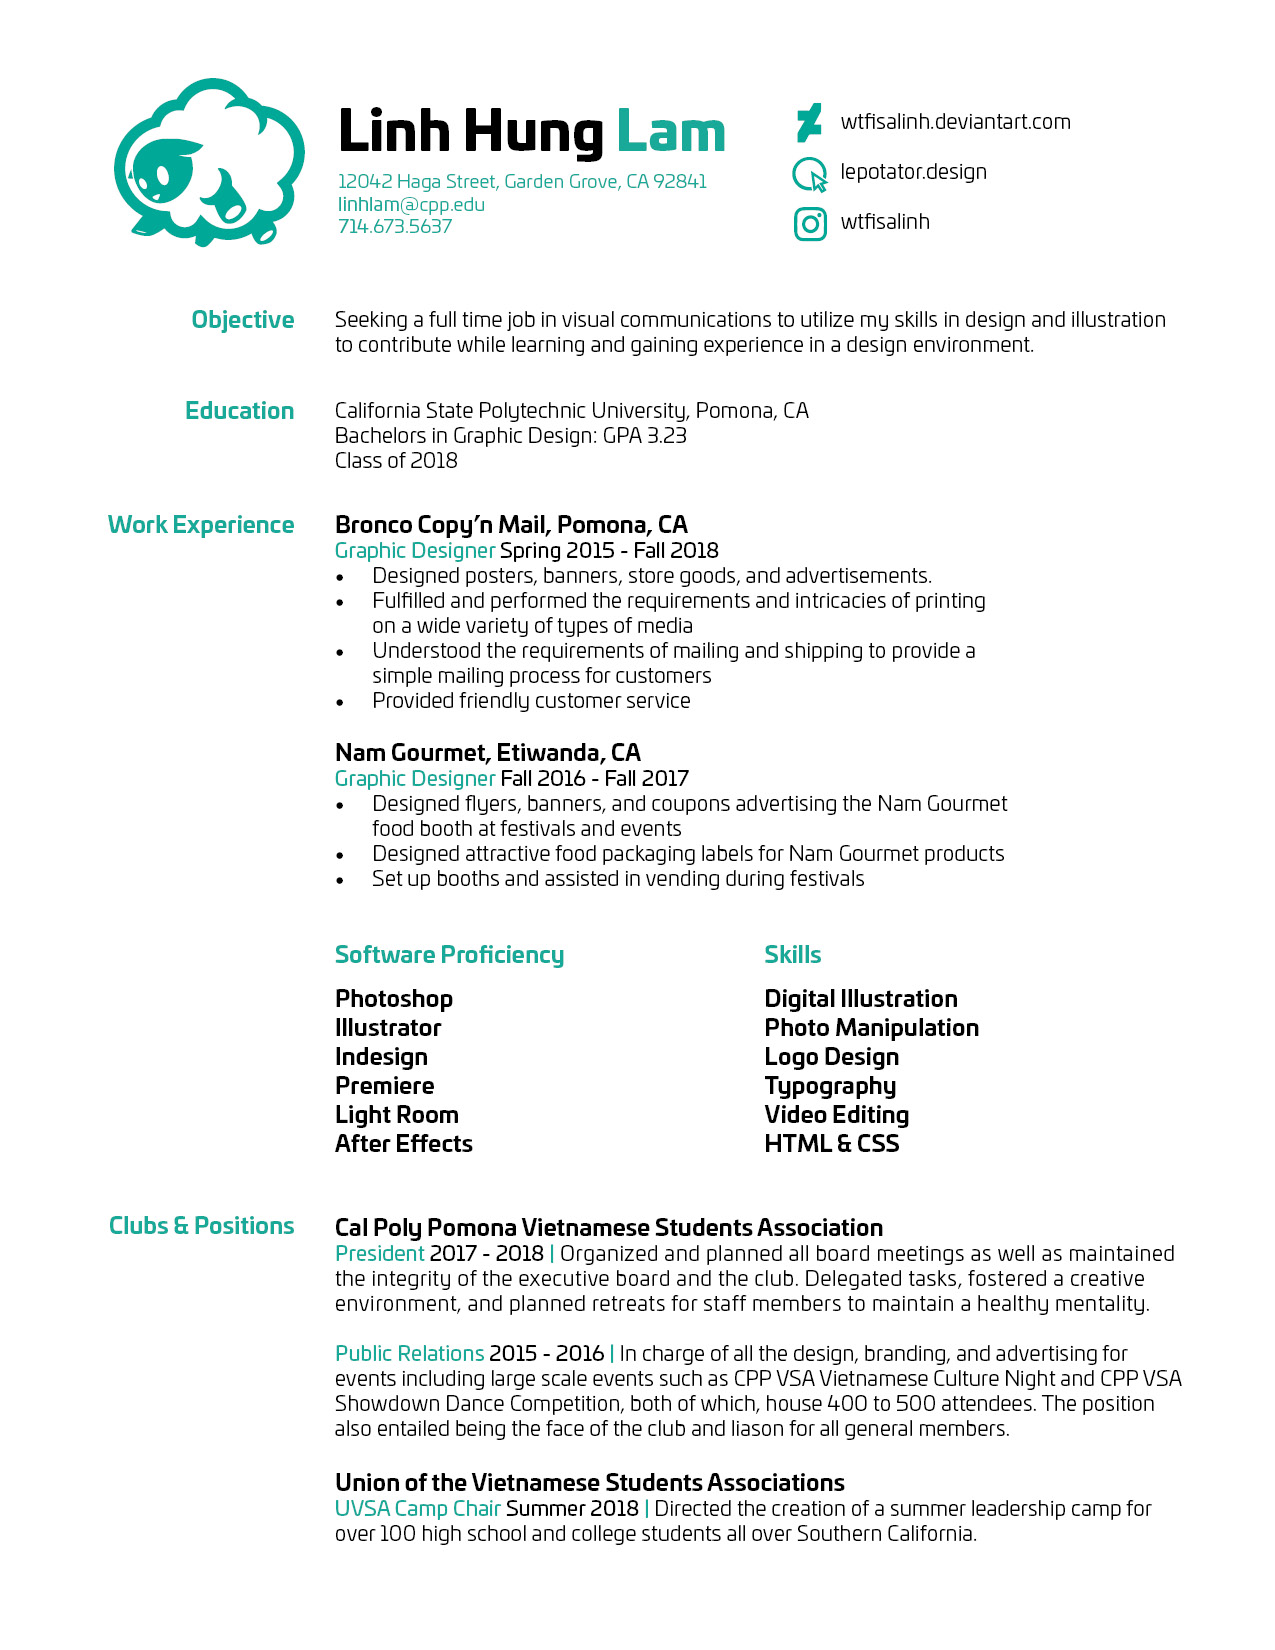 Linh Hung Lam
12042 Haga Street, Garden Grove, CA 92841
linhlam@cpp.edu
714.673.5637
wtfisalinh.deviantart.com
lepotator.design
wtfisalinh
Objective
Seeking a full time job in visual communications to utilize my skills in design and illustration
to contribute while learning and gaining experience in a design environment.
Education
California State Polytechnic University, Pomona, CA
Bachelors in Graphic Design: GPA 3.23
Class of 2018
Work Experience
Bronco Copy’n Mail, Pomona, CA
Graphic Designer Spring 2015 - Fall 2018
• Designed posters, banners, store goods, and advertisements.
• Fulfilled and performed the requirements and intricacies of printing
on a wide variety of types of media
• Understood the requirements of mailing and shipping to provide a
simple mailing process for customers
• Provided friendly customer service
Nam Gourmet, Etiwanda, CA
Graphic Designer Fall 2016 - Fall 2017
• Designed flyers, banners, and coupons advertising the Nam Gourmet
food booth at festivals and events
• Designed attractive food packaging labels for Nam Gourmet products
• Set up booths and assisted in vending during festivals
Software Proficiency
Photoshop
Illustrator
Indesign
Premiere
Light Room
After Effects
Skills
Digital Illustration
Photo Manipulation
Logo Design
Typography
Video Editing
HTML & CSS
Clubs & Positions
Cal Poly Pomona Vietnamese Students Association
President 2017 - 2018 | Organized and planned all board meetings as well as maintained
the integrity of the executive board and the club. Delegated tasks, fostered a creative
environment, and planned retreats for staff members to maintain a healthy mentality.
Public Relations 2015 - 2016 | In charge of all the design, branding, and advertising for
events including large scale events such as CPP VSA Vietnamese Culture Night and CPP VSA
Showdown Dance Competition, both of which, house 400 to 500 attendees. The position
also entailed being the face of the club and liason for all general members.
Union of the Vietnamese Students Associations
UVSA Camp Chair Summer 2018 | Directed the creation of a summer leadership camp for
over 100 high school and college students all over Southern California.